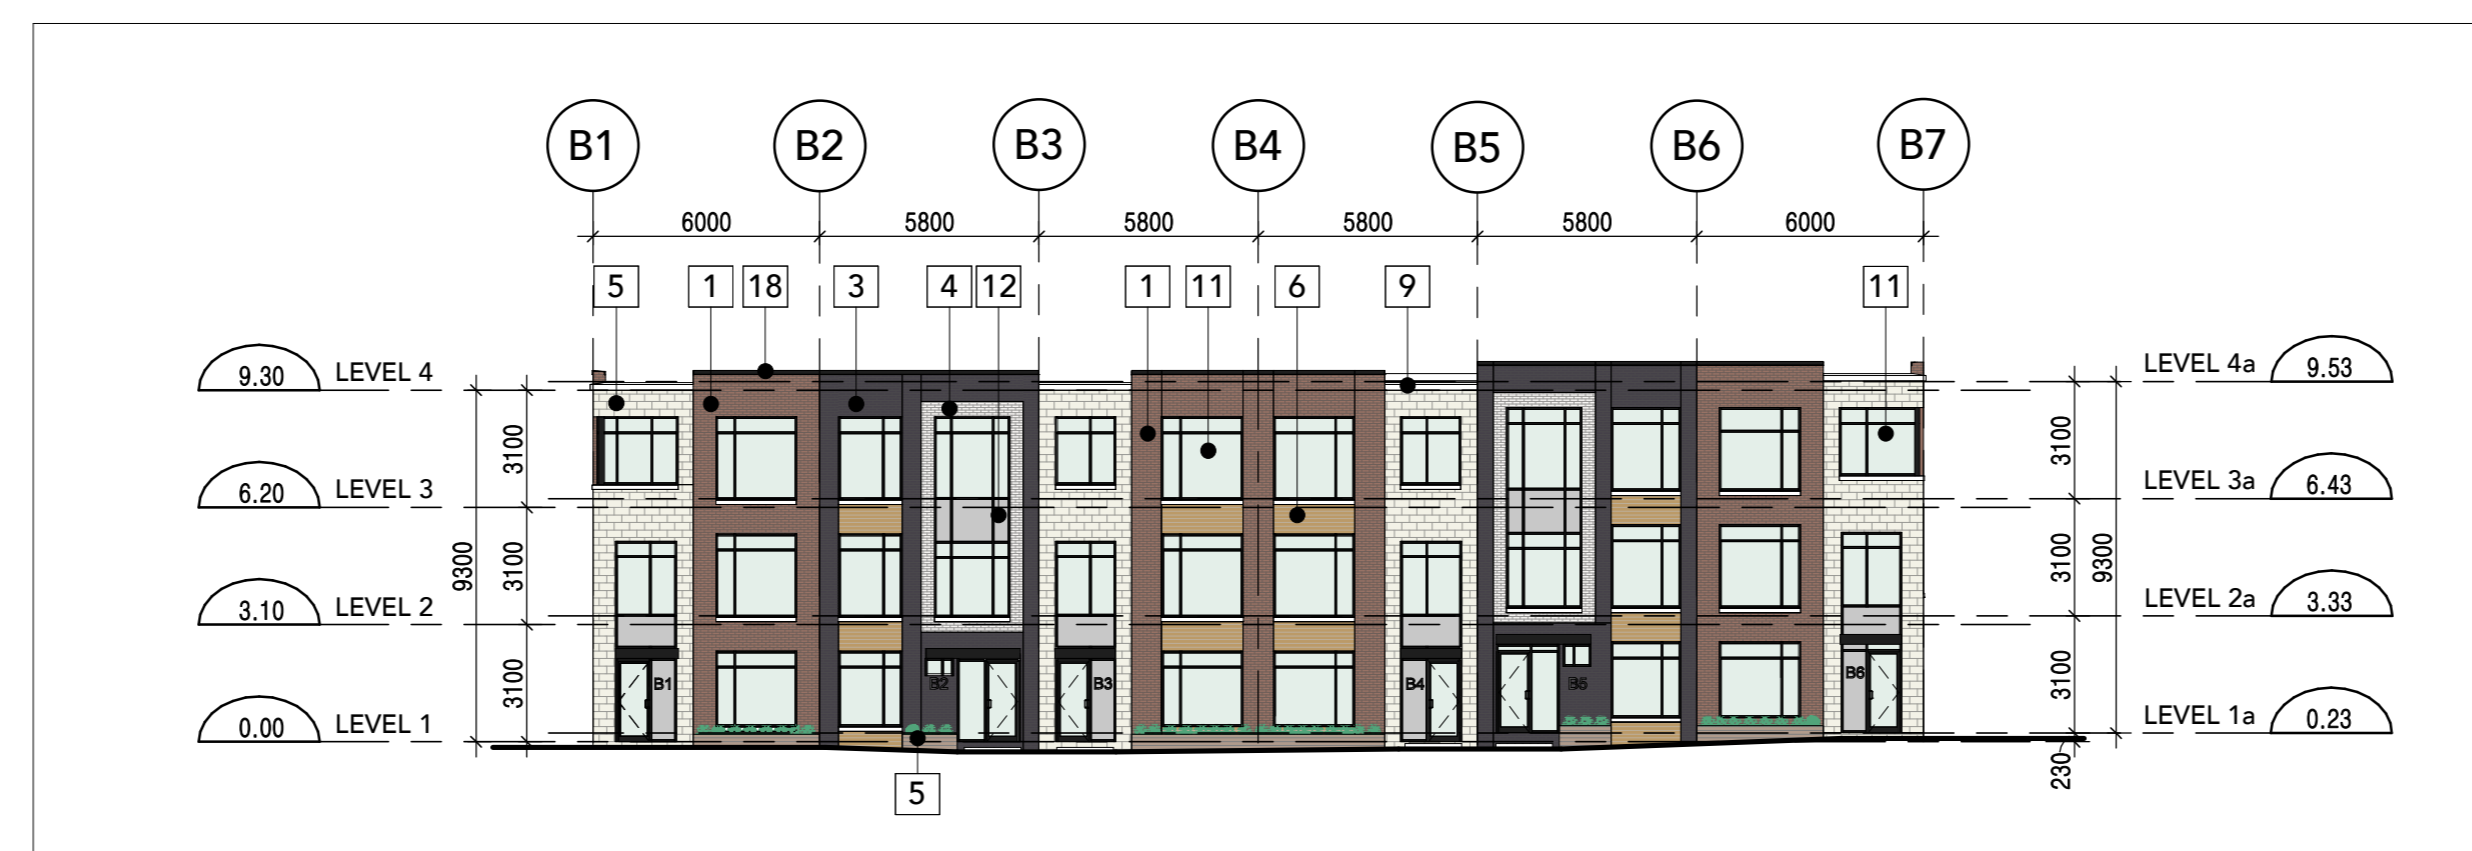 B1 B2 B3 B4 B5 B6 B7
6000 5800 5800 5800 5800 6000
5 1 18 3 4 12 1 11 6 9 11
9.30 LEVEL 4
LEVEL 4a 9.53
3100
3100
6.20 LEVEL 3
LEVEL 3a 6.43
9300 3100
3100 9300
3.10 LEVEL 2
LEVEL 2a 3.33
3100
3100
B1 B2 B3 B4 B5 B6
0.00 LEVEL 1
LEVEL 1a 0.23
230
5